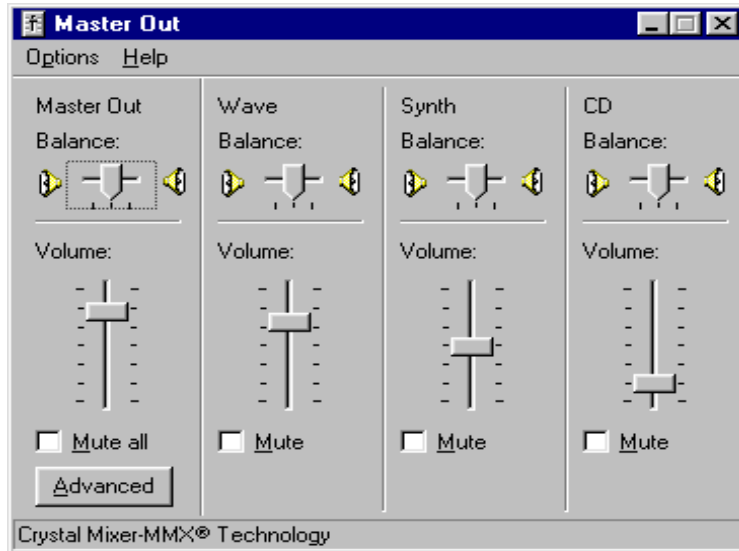 Master Out
Options Help
Master Out
Balance:
Volume:
Mute all
Advanced
Wave
Balance:
Volume:
Mute
Synth
Balance:
Volume:
Mute
CD
Balance:
Volume:
Mute
Crystal Mixer-MMX® Technology